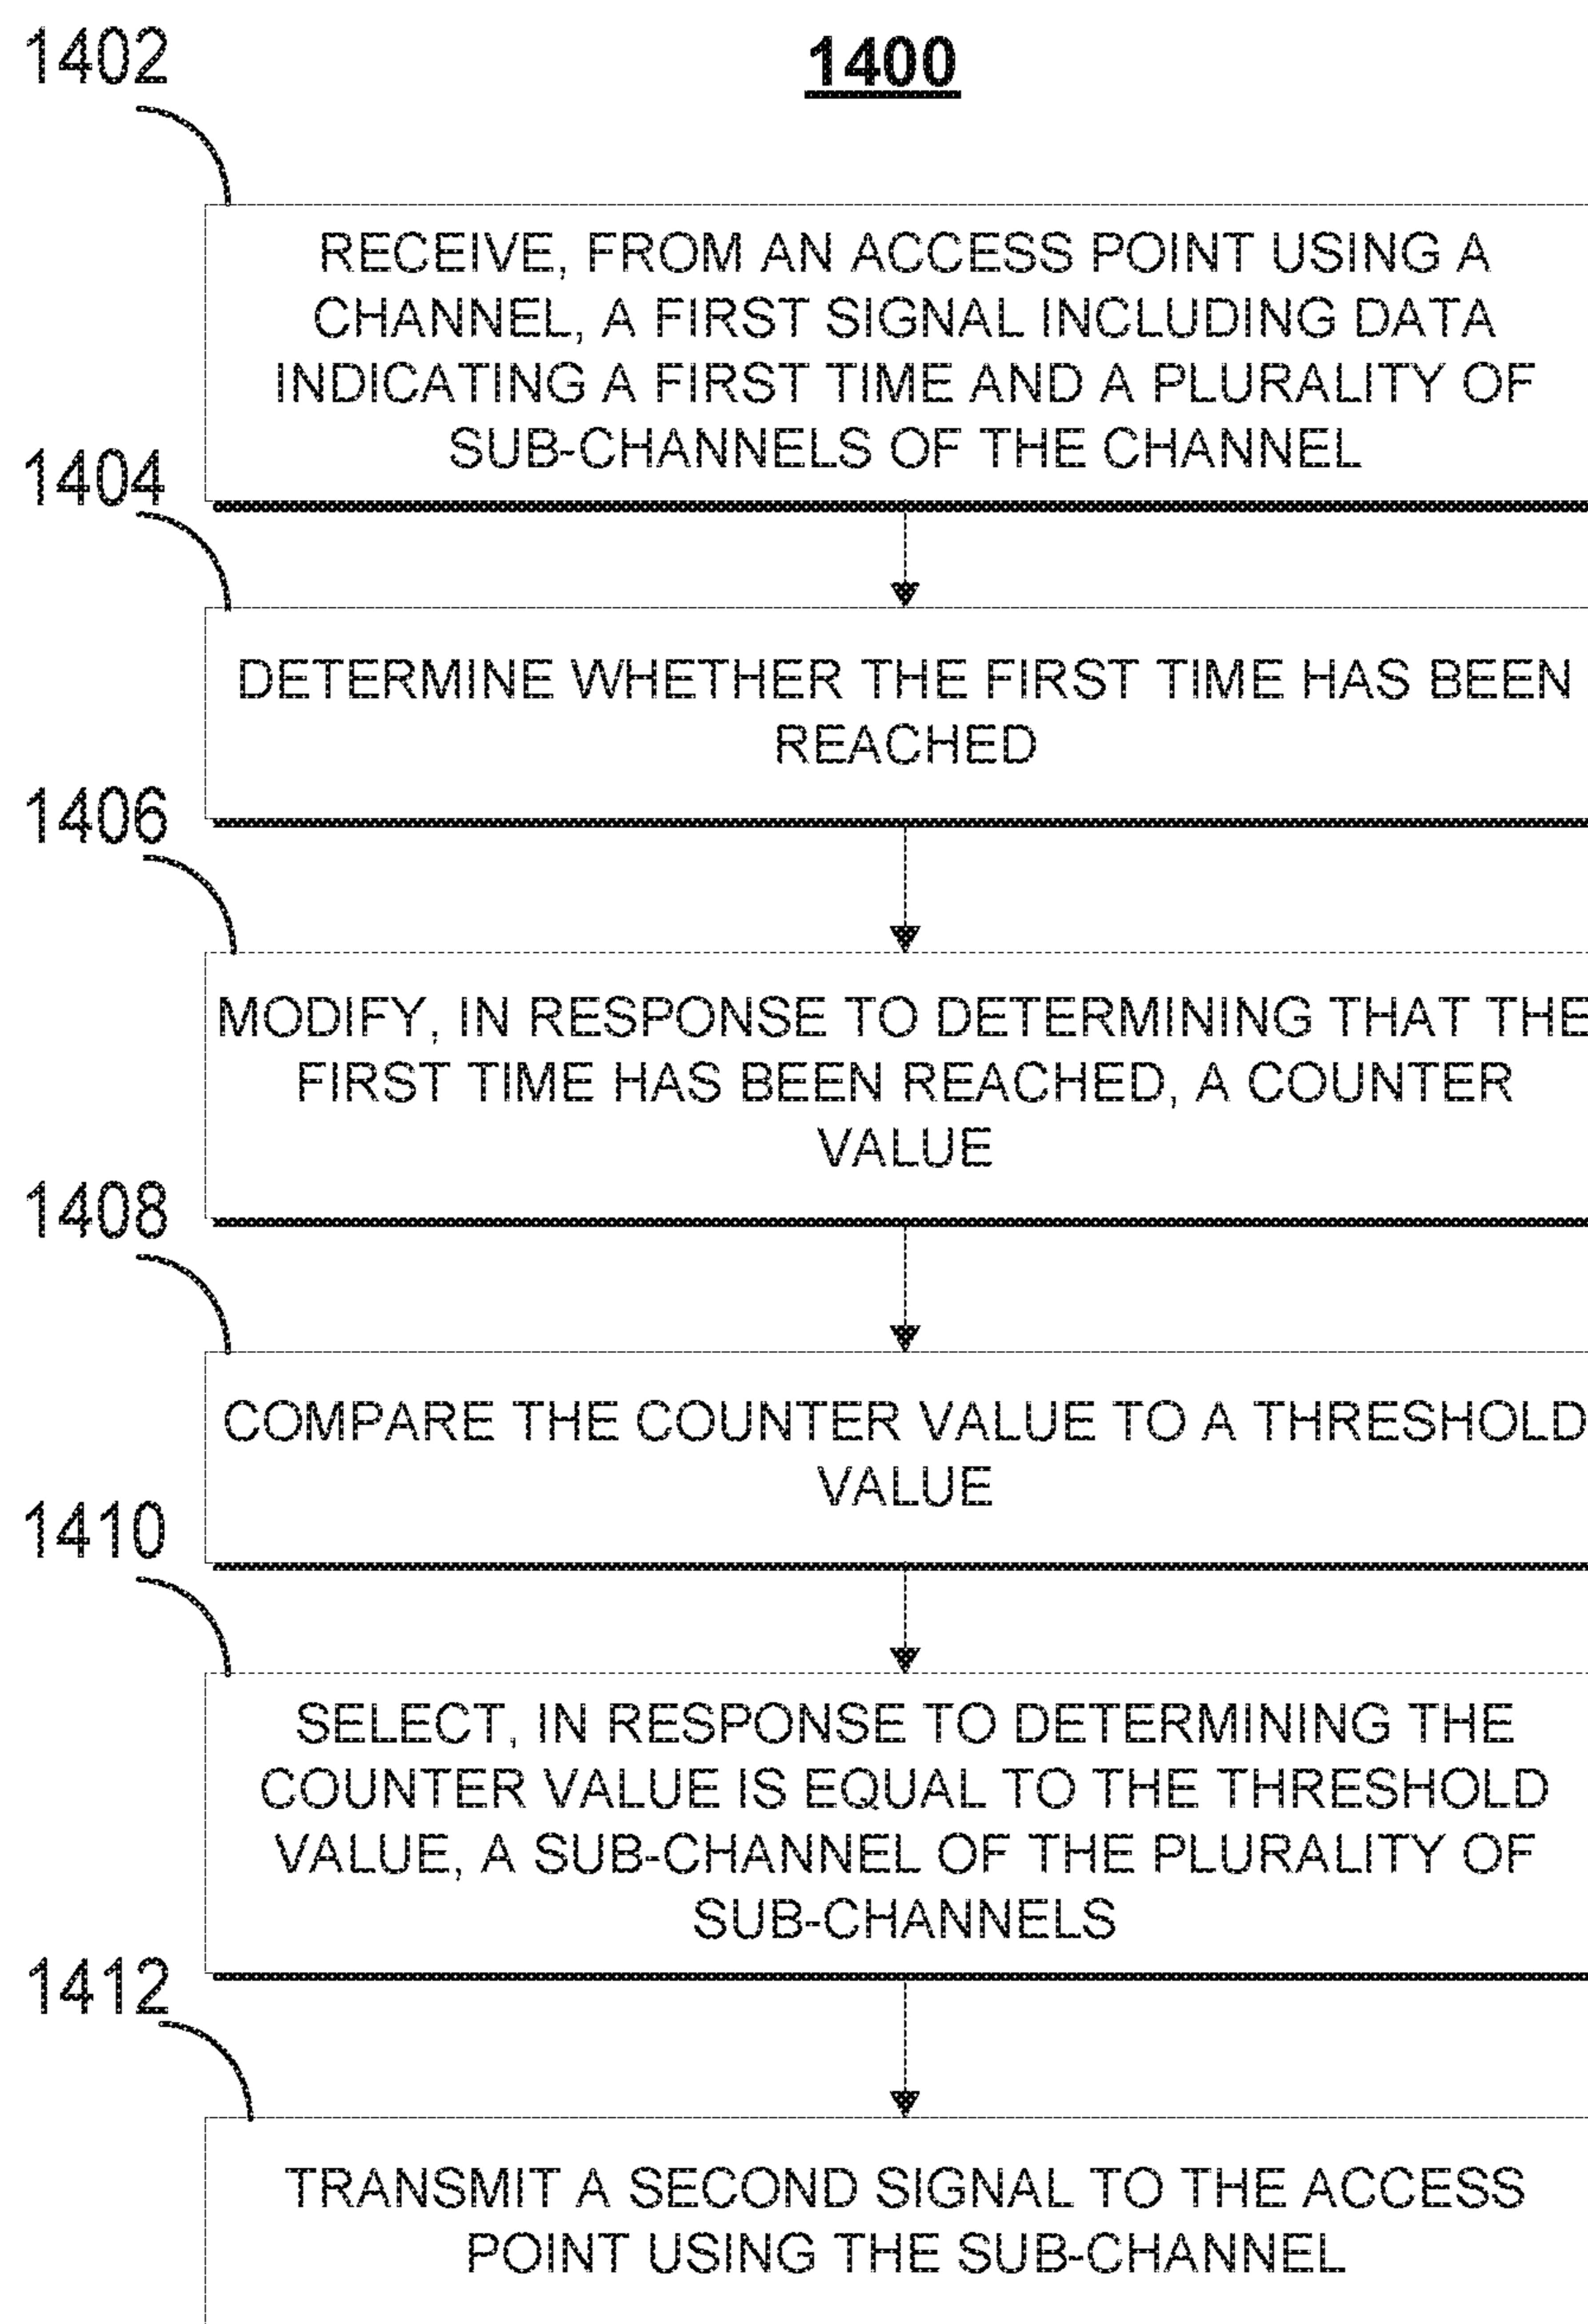 1402
1400
RECEIVE, FROM AN ACCESS POINT USING A
CHANNEL, A FIRST SIGNAL INCLUDING DATA
INDICATING A FIRST TIME AND A PLURALITY OF
SUB-CHANNELS OF THE CHANNEL
1404
DETERMINE WHETHER THE FIRST TIME HAS BEEN
REACHED
1406
MODIFY, IN RESPONSE TO DETERMINING THAT THE
FIRST TIME HAS BEEN REACHED, A COUNTER
VALUE
1408
COMPARE THE COUNTER VALUE TO A THRESHOLD
VALUE
1410
SELECT, IN RESPONSE TO DETERMINING THE
COUNTER VALUE IS EQUAL TO THE THRESHOLD
VALUE, A SUB-CHANNEL OF THE PLURALITY OF
SUB-CHANNELS
1412
TRANSMIT A SECOND SIGNAL TO THE ACCESS
POINT USING THE SUB-CHANNEL